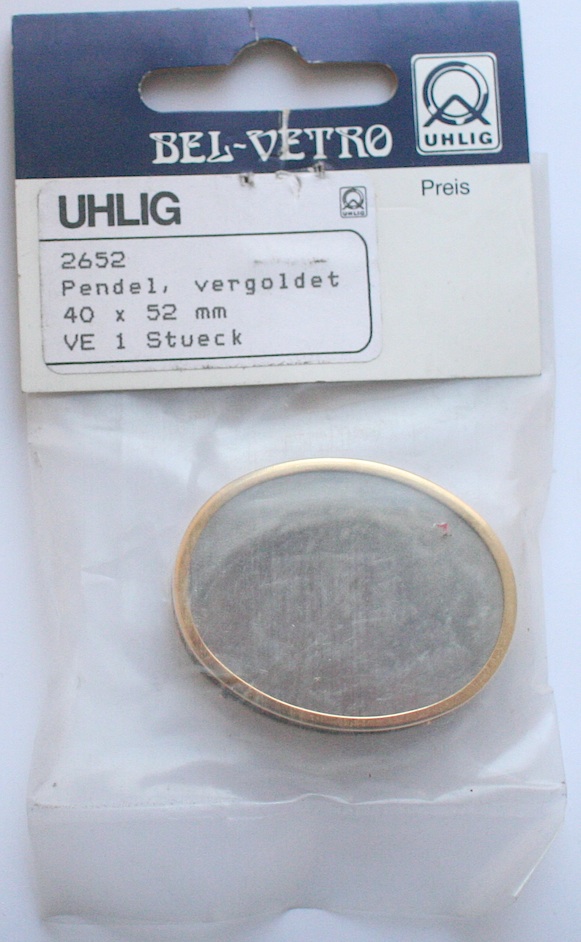 BEL-VETRO
UHLIG
Preis
UHLIG
UHLIG
2652
Pendel, vergoldet
40 x 52 mm
VE 1 Stueck